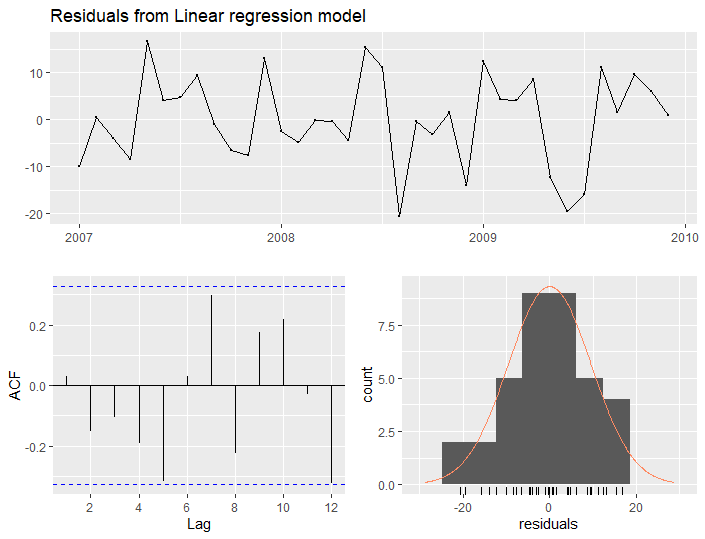 Residuals from Linear regression model
10
0
-10
-20
2007 2008 2009 2010
ACF
0.2
0.0
-0.2
2 4 6 8 10 12
Lag
count
7.5
5.0
2.5
0.0
-20 0 20
residuals